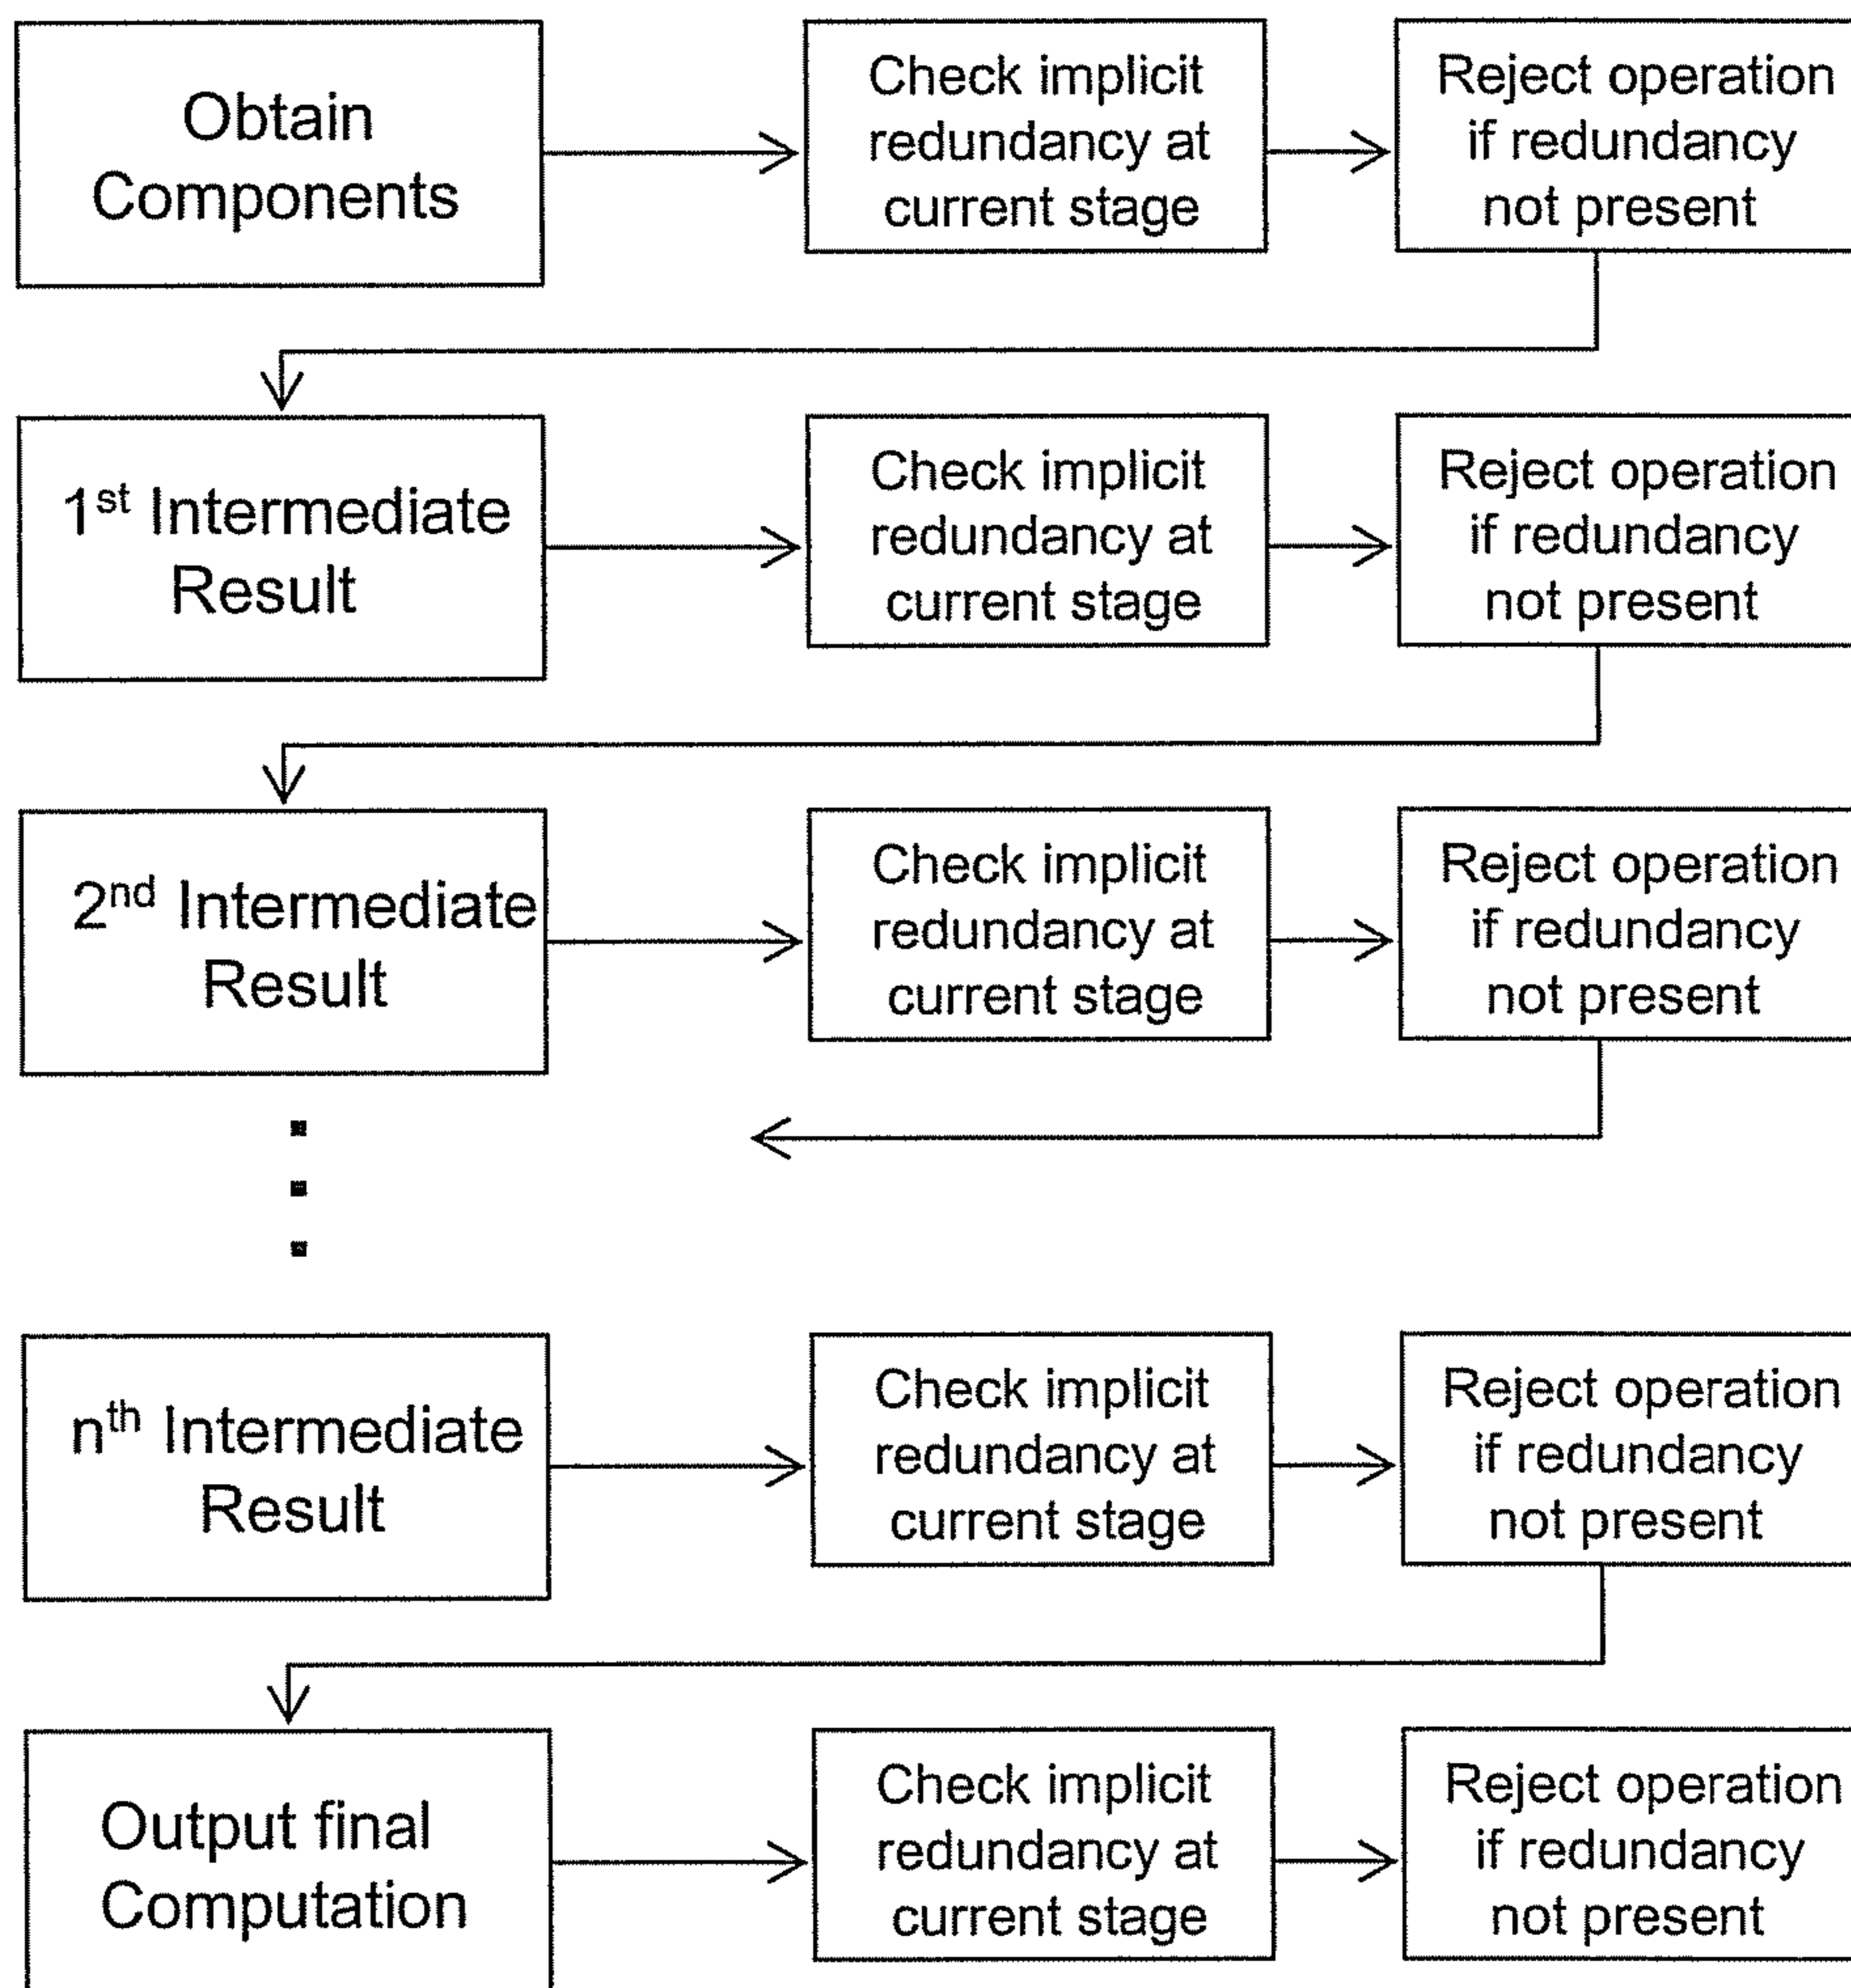 Obtain
Components
Check implicit
redundancy at
current stage
Reject operation
if redundancy
not present
1st Intermediate
Result
Check implicit
redundancy at
current stage
Reject operation
if redundancy
not present
2nd Intermediate
Result
Check implicit
redundancy at
current stage
Reject operation
if redundancy
not present
nth Intermediate
Result
Check implicit
redundancy at
current stage
Reject operation
if redundancy
not present
Output final
Computation
Check implicit
redundancy at
current stage
Reject operation
if redundancy
not present